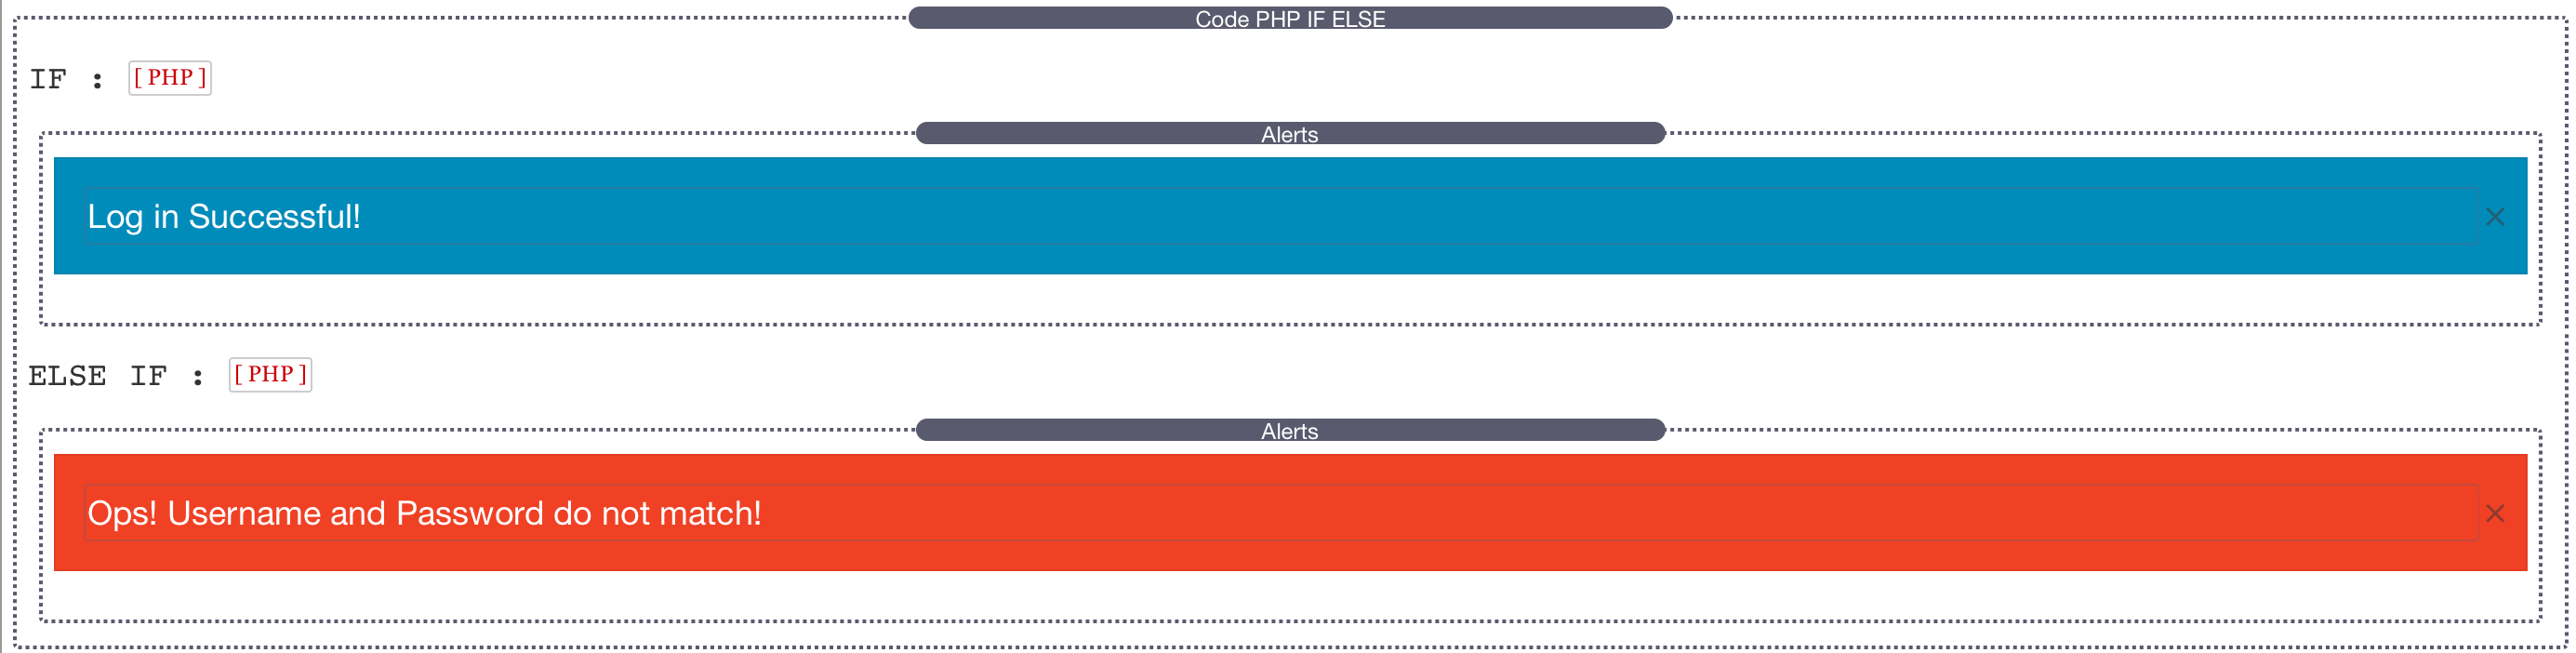 Code PHP IF ELSE
IF : [ PHP ]
Alerts
Log in Successful!
ELSE IF : [ PHP ]
Alerts
Ops! Username and Password do not match!